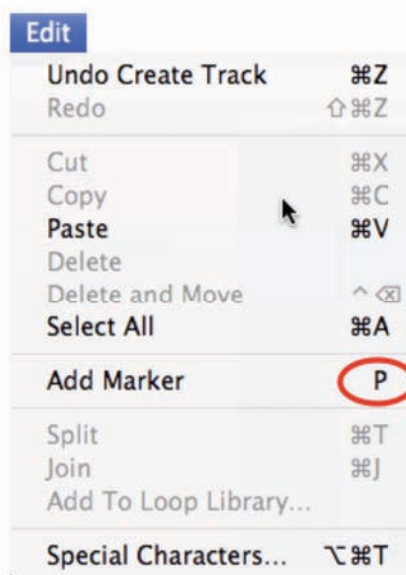 Edit
Undo Create Track ⌘Z
Redo ⇧⌘Z
Cut ⌘X
Copy ⌘C
Paste ⌘V
Delete
Delete and Move ^⌫
Select All ⌘A
Add Marker P
Split ⌘T
Join ⌘J
Add To Loop Library...
Special Characters... ⌥⌘T